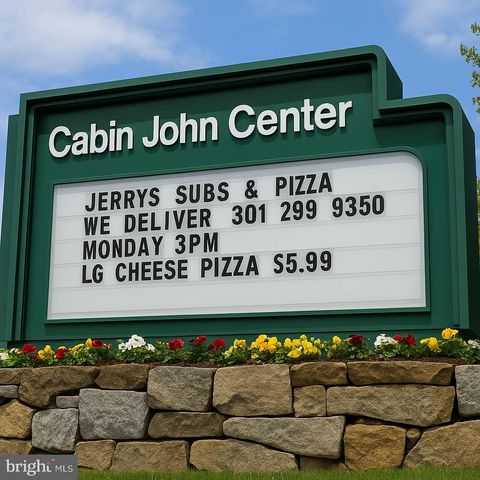 Cabin John Center
JERRYS SUBS & PIZZA
WE DELIVER 301 299 9350
MONDAY 3PM
LG CHEESE PIZZA S5.99
bright MLS